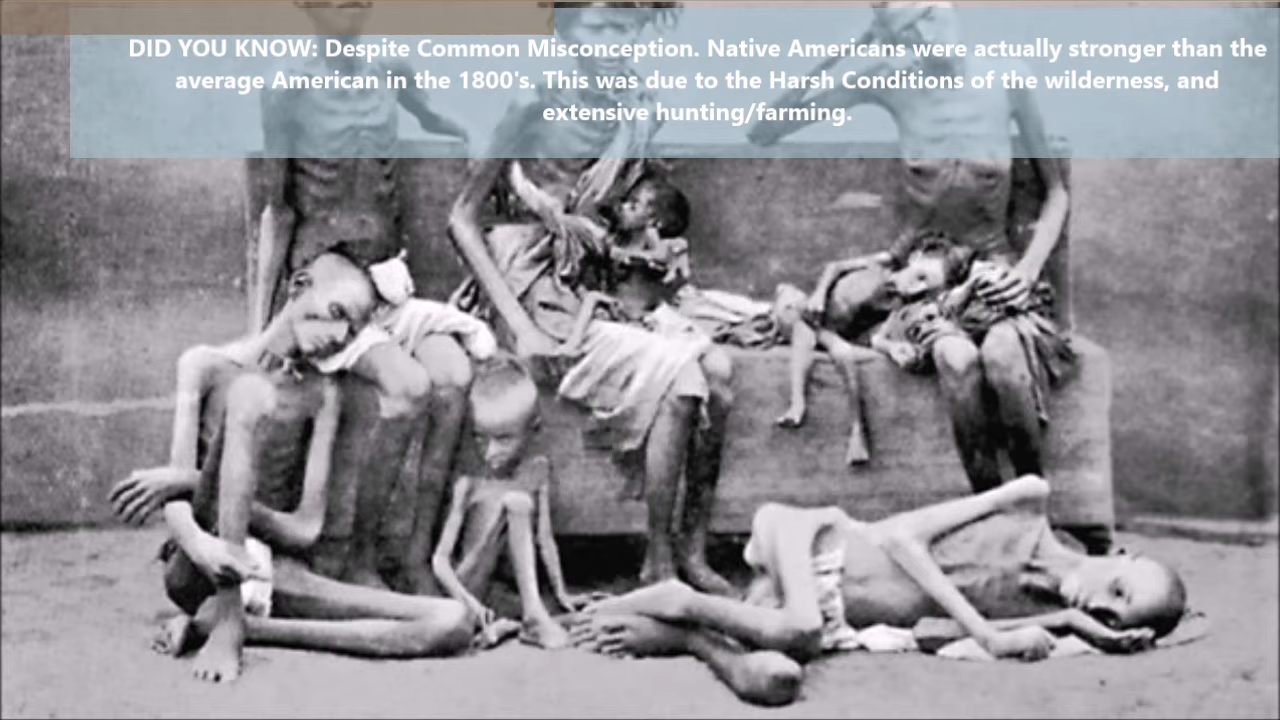 DID YOU KNOW: Despite Common Misconception. Native Americans were actually stronger than the
average American in the 1800's. This was due to the Harsh Conditions of the wilderness, and
extensive hunting/farming.